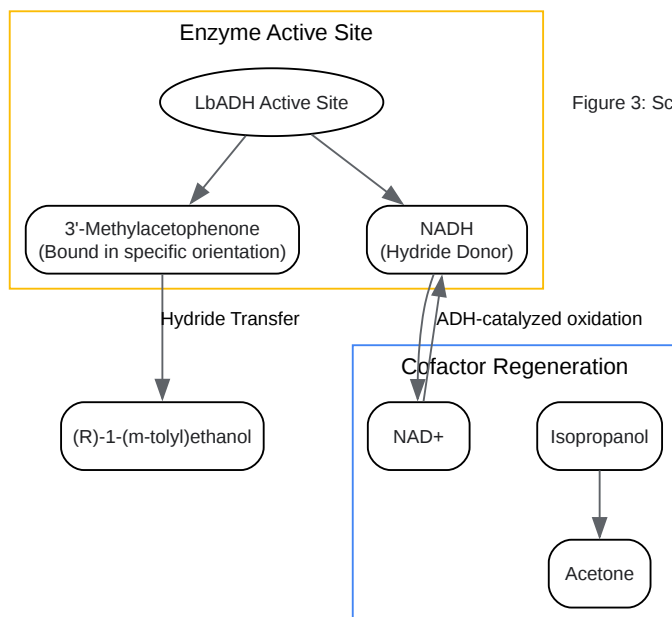 Enzyme Active Site
LbADH Active Site
Figure 3: Sc
3'-Methylacetophenone
(Bound in specific orientation)
NADH
(Hydride Donor)
Hydride Transfer
ADH-catalyzed oxidation
Cofactor Regeneration
(R)-1-(m-tolyl)ethanol
NAD+
Isopropanol
Acetone